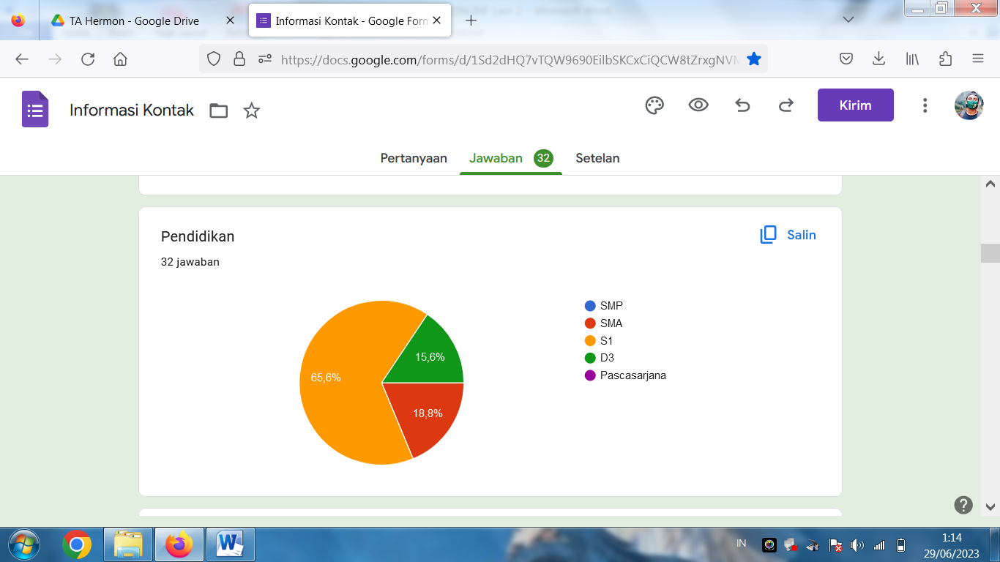 TA Hermon - Google Drive
Informasi Kontak - Google Form
https://docs.google.com/forms/d/1Sd2dHQ7vTQW9690EilbSKCxCiQCW8tZrxgNVM
Informasi Kontak
Kirim
Pertanyaan Jawaban 32 Setelan
Pendidikan
Salin
32 jawaban
SMP
SMA
S1
D3
Pascasarjana
15,6%
65,6%
18,8%
IN
1:14
29/06/2023